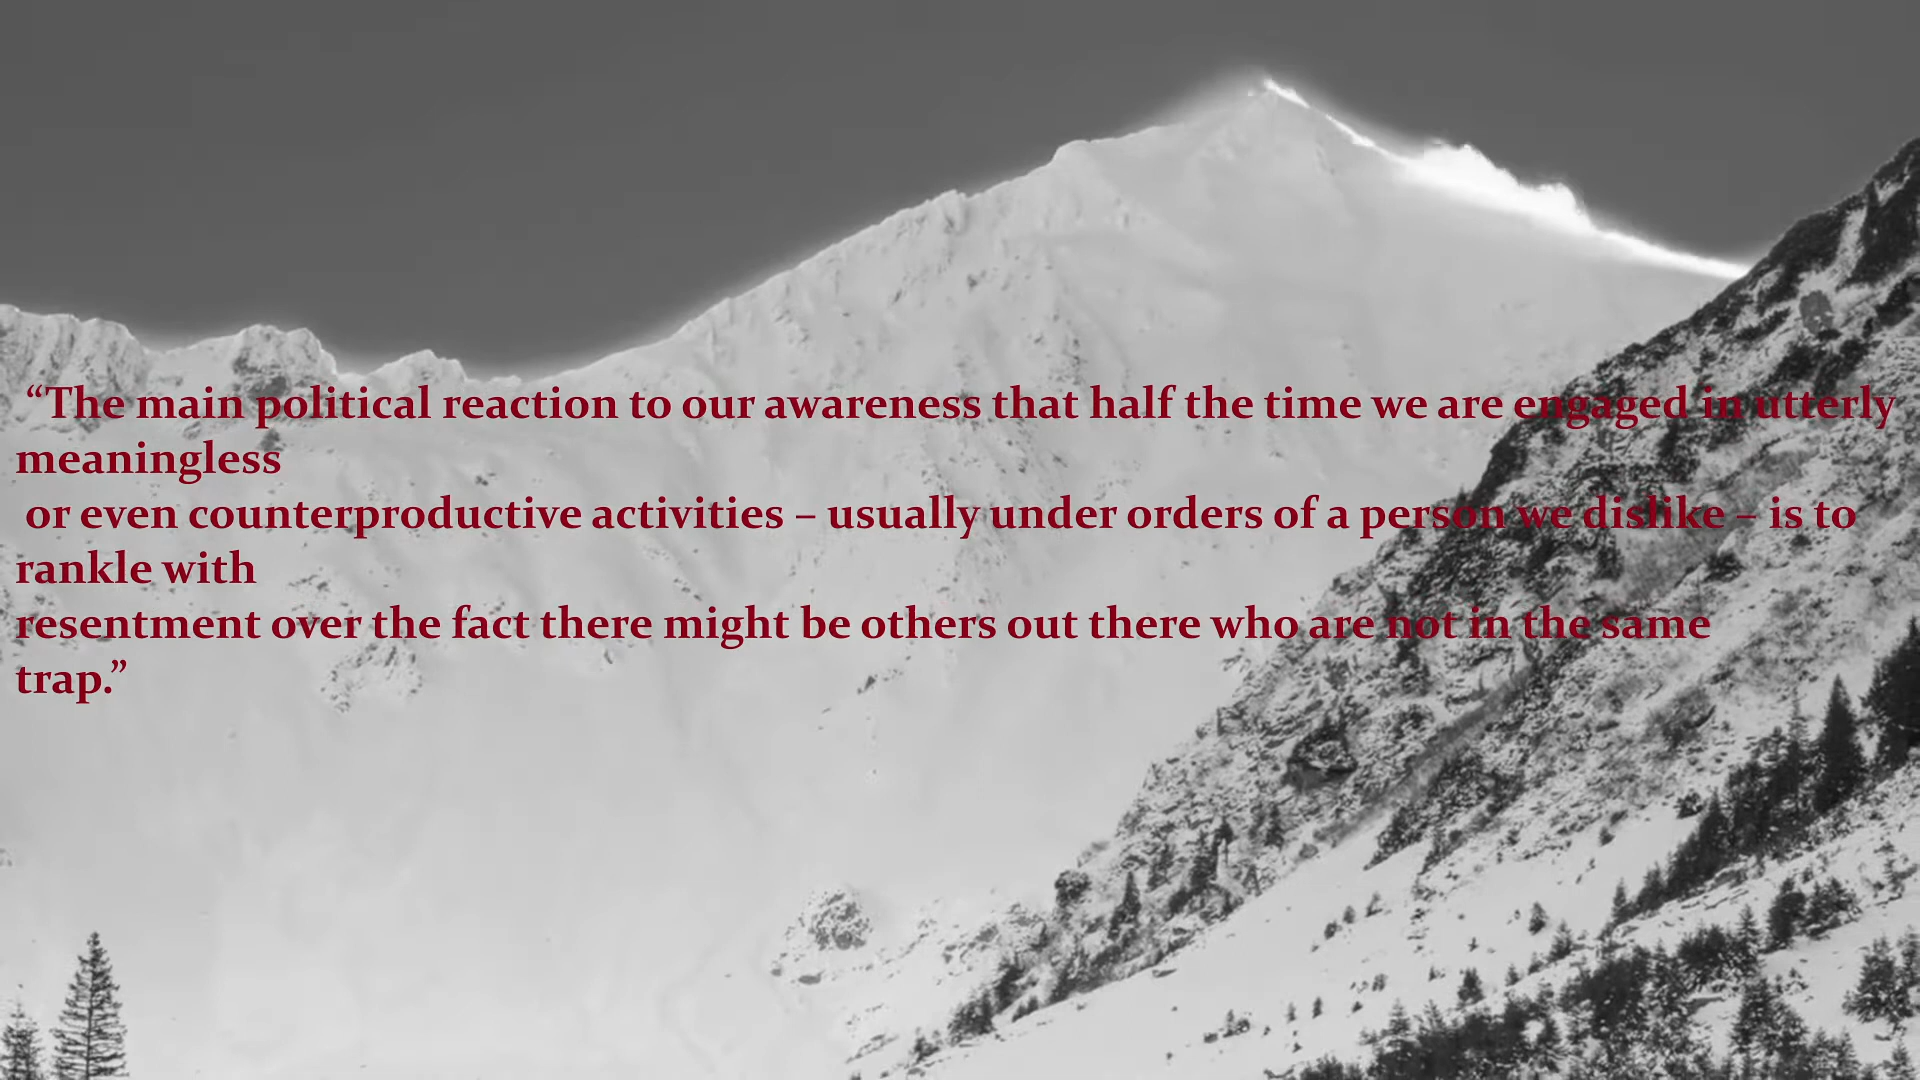 “The main political reaction to our awareness that half the time we are engaged in utterly
meaningless
or even counterproductive activities – usually under orders of a person we dislike – is to
rankle with
resentment over the fact there might be others out there who are not in the same
trap.”